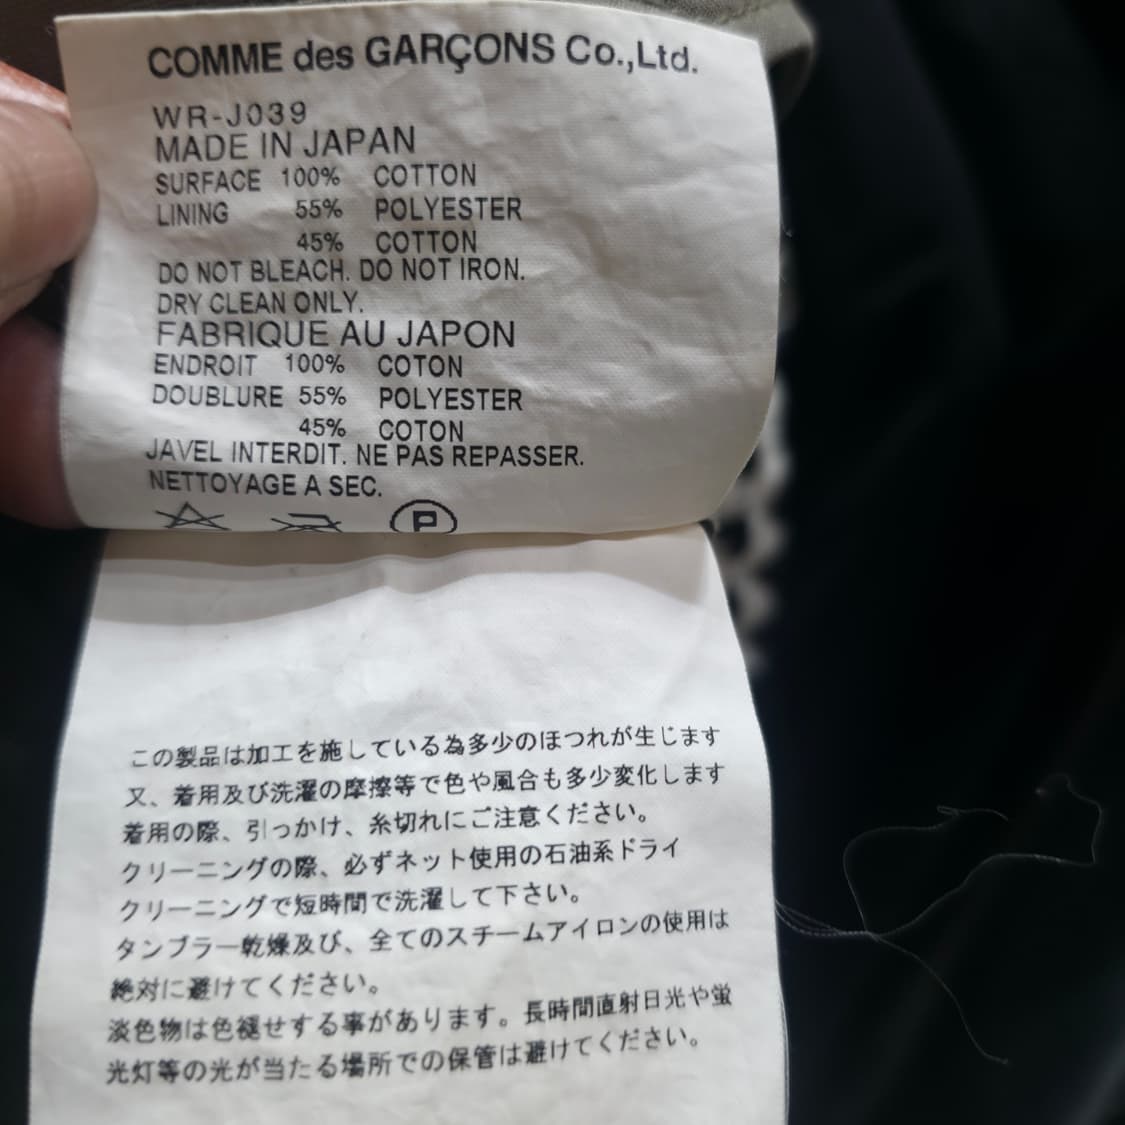 COMME des GARÇONS Co.,Ltd.
WR-J039
MADE IN JAPAN
SURFACE 100% COTTON
LINING 55% POLYESTER
45% COTTON
DO NOT BLEACH. DO NOT IRON.
DRY CLEAN ONLY.
FABRIQUE AU JAPON
ENDROIT 100% COTON
DOUBLURE 55% POLYESTER
45% COTON
JAVEL INTERDIT. NE PAS REPASSER.
NETTOYAGE A SEC.
P
この製品は加工を施している為多少のほつれが生じます
又、着用及び洗濯の摩擦等で色や風合も多少変化します
着用の際、引っかけ、糸切れにご注意ください。
クリーニングの際、必ずネット使用の石油系ドライ
クリーニングで短時間で洗濯して下さい。
タンブラー乾燥及び、全てのスチームアイロンの使用は
絶対に避けてください。
淡色物は色褪せする事があります。長時間直射日光や蛍
光灯等の光が当たる場所での保管は避けてください。